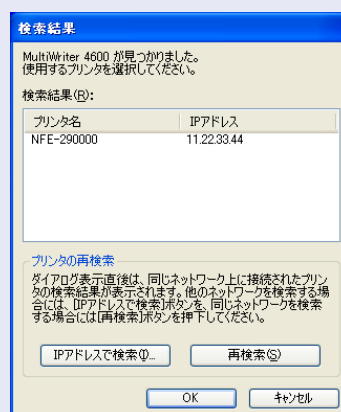 検索結果
MultiWriter 4600 が見つかりました。
使用するプリンタを選択してください。
検索結果(R):
プリンタ名 IPアドレス
NFE-290000 11.22.33.44
プリンタの再検索
ダイアログ表示直後は、同じネットワーク上に接続されたプリン
タの検索結果が表示されます。他のネットワークを検索する場
合には、[IPアドレスで検索]ボタンを、同じネットワークを検索
する場合には[再検索]ボタンを押下してください。
IPアドレスで検索(I)... 再検索(S)
OK キャンセル